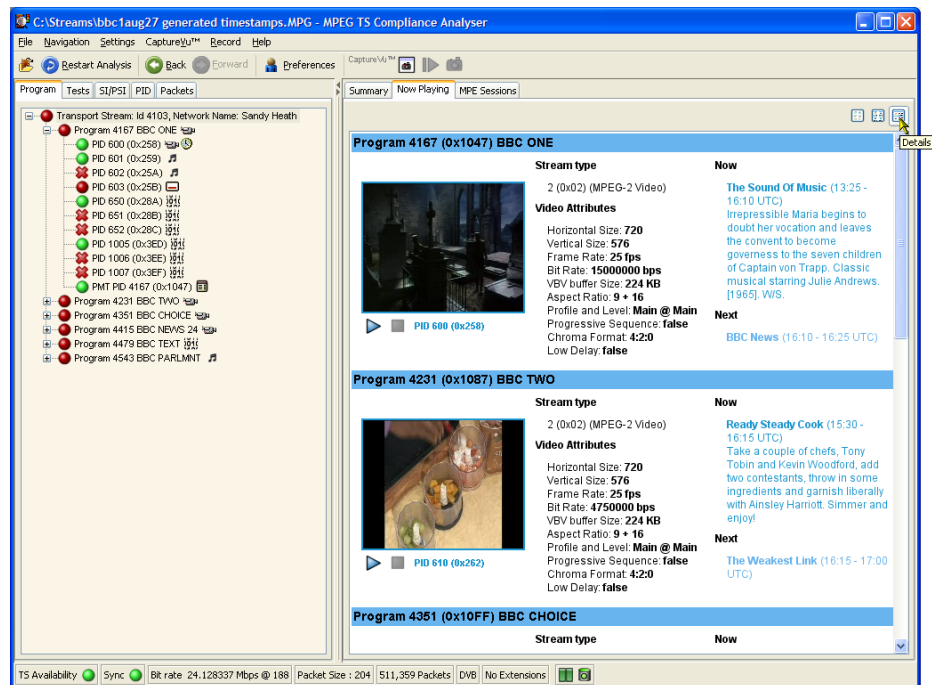 C:\Streams\bbc1aug27 generated timestamps.MPG - MPEG TS Compliance Analyser
File Navigation Settings CaptureVu™ Record Help
Restart Analysis Back Forward Preferences CaptureVu™
Program Tests SI/PSI PID Packets
Summary Now Playing MPE Sessions
Details
Transport Stream: Id 4103, Network Name: Sandy Heath
Program 4167 BBC ONE
PID 600 (0x258)
PID 601 (0x259)
PID 602 (0x25A)
PID 603 (0x25B)
PID 650 (0x28A)
PID 651 (0x28B)
PID 652 (0x28C)
PID 1005 (0x3ED)
PID 1006 (0x3EE)
PID 1007 (0x3EF)
PMT PID 4167 (0x1047)
Program 4231 BBC TWO
Program 4351 BBC CHOICE
Program 4415 BBC NEWS 24
Program 4479 BBC TEXT
Program 4543 BBC PARLMNT
Program 4167 (0x1047) BBC ONE
PID 600 (0x258)
Stream type
2 (0x02) (MPEG-2 Video)
Video Attributes
Horizontal Size: 720
Vertical Size: 576
Frame Rate: 25 fps
Bit Rate: 15000000 bps
VBV buffer Size: 224 KB
Aspect Ratio: 9 ÷ 16
Profile and Level: Main @ Main
Progressive Sequence: false
Chroma Format: 4:2:0
Low Delay: false
Now
The Sound Of Music (13:25 -
16:10 UTC)
Irrepressible Maria begins to
doubt her vocation and leaves
the convent to become
governess to the seven children
of Captain von Trapp. Classic
musical starring Julie Andrews.
[1965]. W/S.
Next
BBC News (16:10 - 16:25 UTC)
Program 4231 (0x1087) BBC TWO
PID 610 (0x262)
Stream type
2 (0x02) (MPEG-2 Video)
Video Attributes
Horizontal Size: 720
Vertical Size: 576
Frame Rate: 25 fps
Bit Rate: 4750000 bps
VBV buffer Size: 224 KB
Aspect Ratio: 9 ÷ 16
Profile and Level: Main @ Main
Progressive Sequence: false
Chroma Format: 4:2:0
Low Delay: false
Now
Ready Steady Cook (15:30 -
16:15 UTC)
Take a couple of chefs, Tony
Tobin and Kevin Woodford, add
two contestants, throw in some
ingredients and garnish liberally
with Ainsley Harriott. Simmer and
enjoy!
Next
The Weakest Link (16:15 - 17:00
UTC)
Program 4351 (0x10FF) BBC CHOICE
Stream type
Now
TS Availability Sync Bit rate 24.128337 Mbps @ 188 Packet Size : 204 511,359 Packets DVB No Extensions